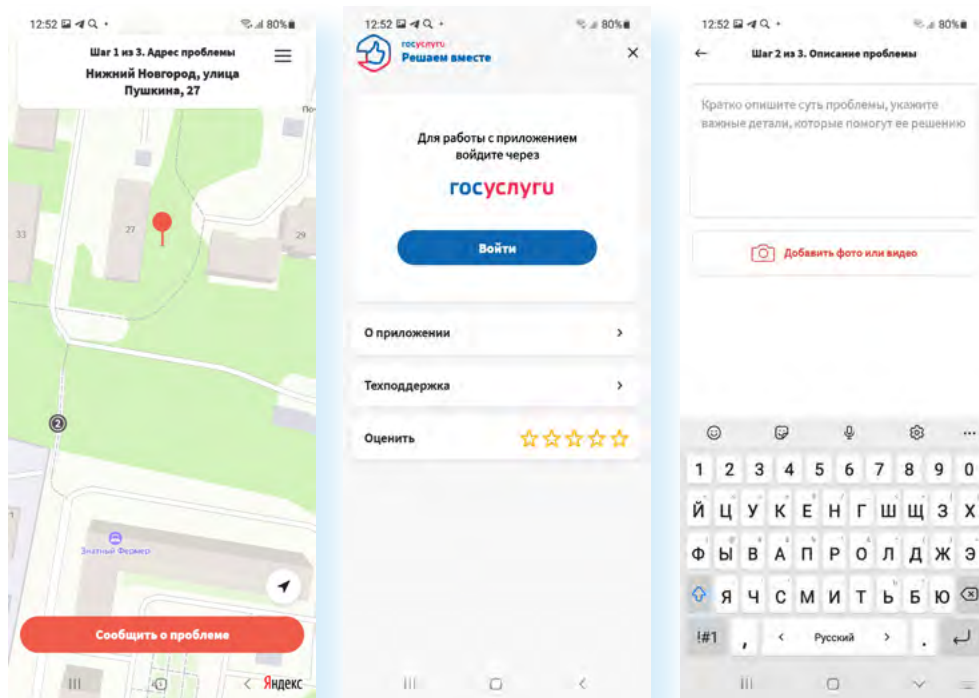 12:52 80%
Шаг 1 из 3. Адрес проблемы
Нижний Новгород, улица
Пушкина, 27
33
27
29
2
Знатный Фермер
Сообщить о проблеме
Яндекс
12:52 80%
госуслуги
Решаем вместе
Для работы с приложением
войдите через
госуслуги
Войти
О приложении
Техподдержка
Оценить
12:52 80%
Шаг 2 из 3. Описание проблемы
Кратко опишите суть проблемы, укажите
важные детали, которые помогут ее решению
Добавить фото или видео
1 2 3 4 5 6 7 8 9 0
Й Ц У К Е Н Г Ш Щ З Х
Ф Ы В А П Р О Л Д Ж Э
Я Ч С М И Т Ь Б Ю
!#1 , < Русский > .